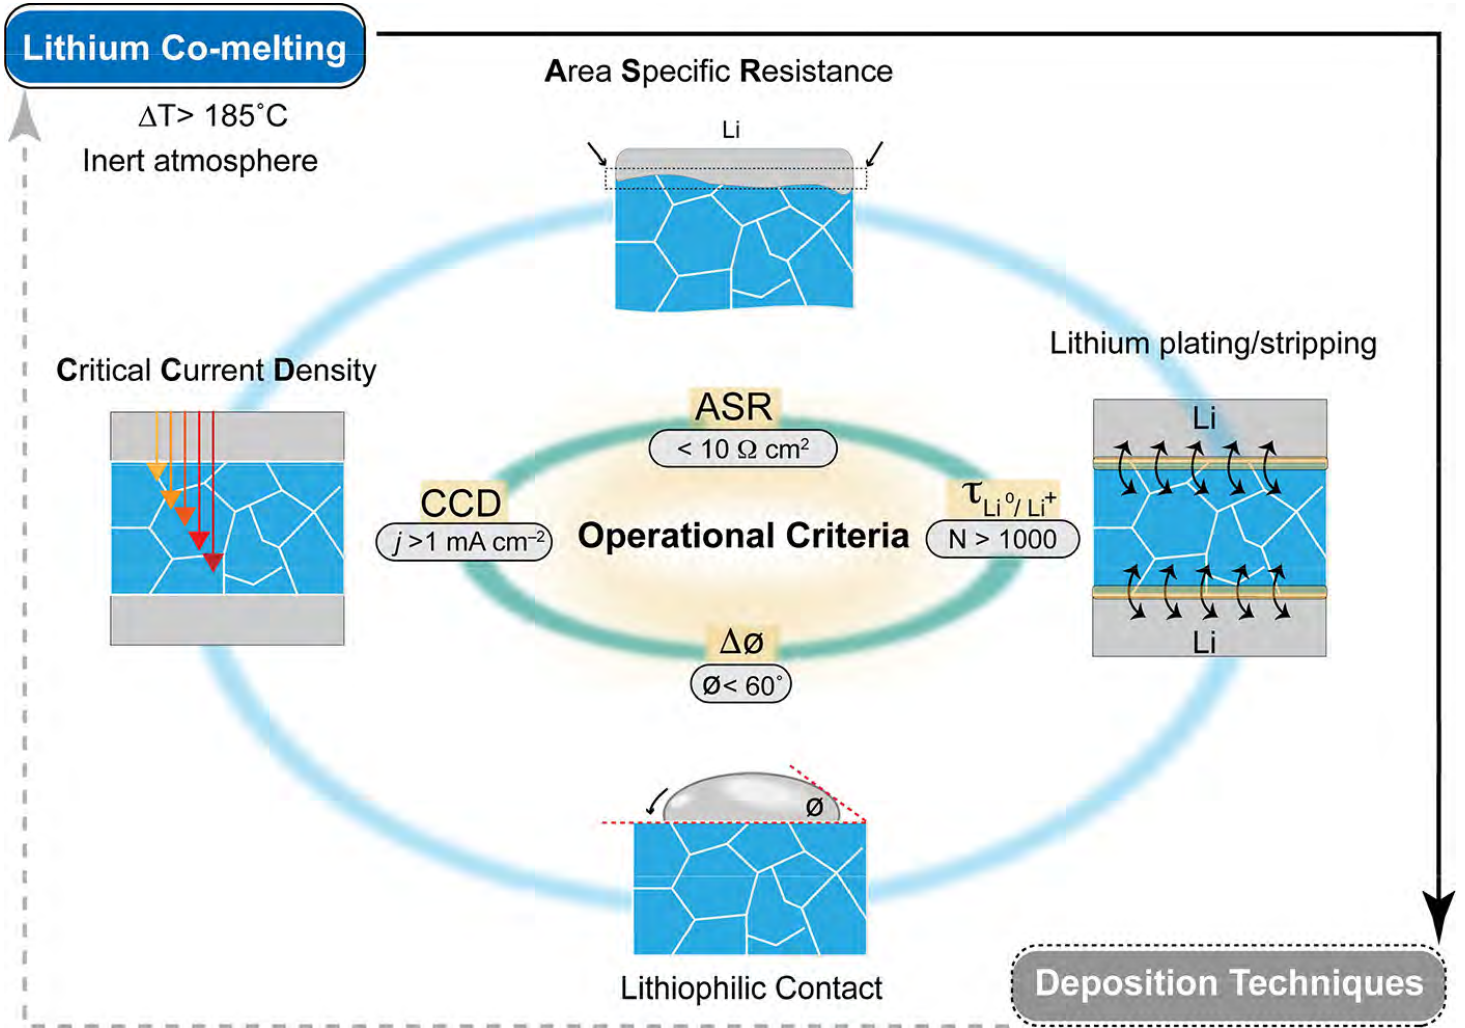 Lithium Co-melting
ΔT> 185˚C
Inert atmosphere
Area Specific Resistance
Li
Critical Current Density
Lithium plating/stripping
Li
Li
ASR
< 10 Ω cm²
CCD
j >1 mA cm⁻²
Operational Criteria
τ Li⁰/ Li⁺
N > 1000
Δø
ø< 60˚
ø
Lithiophilic Contact
Deposition Techniques